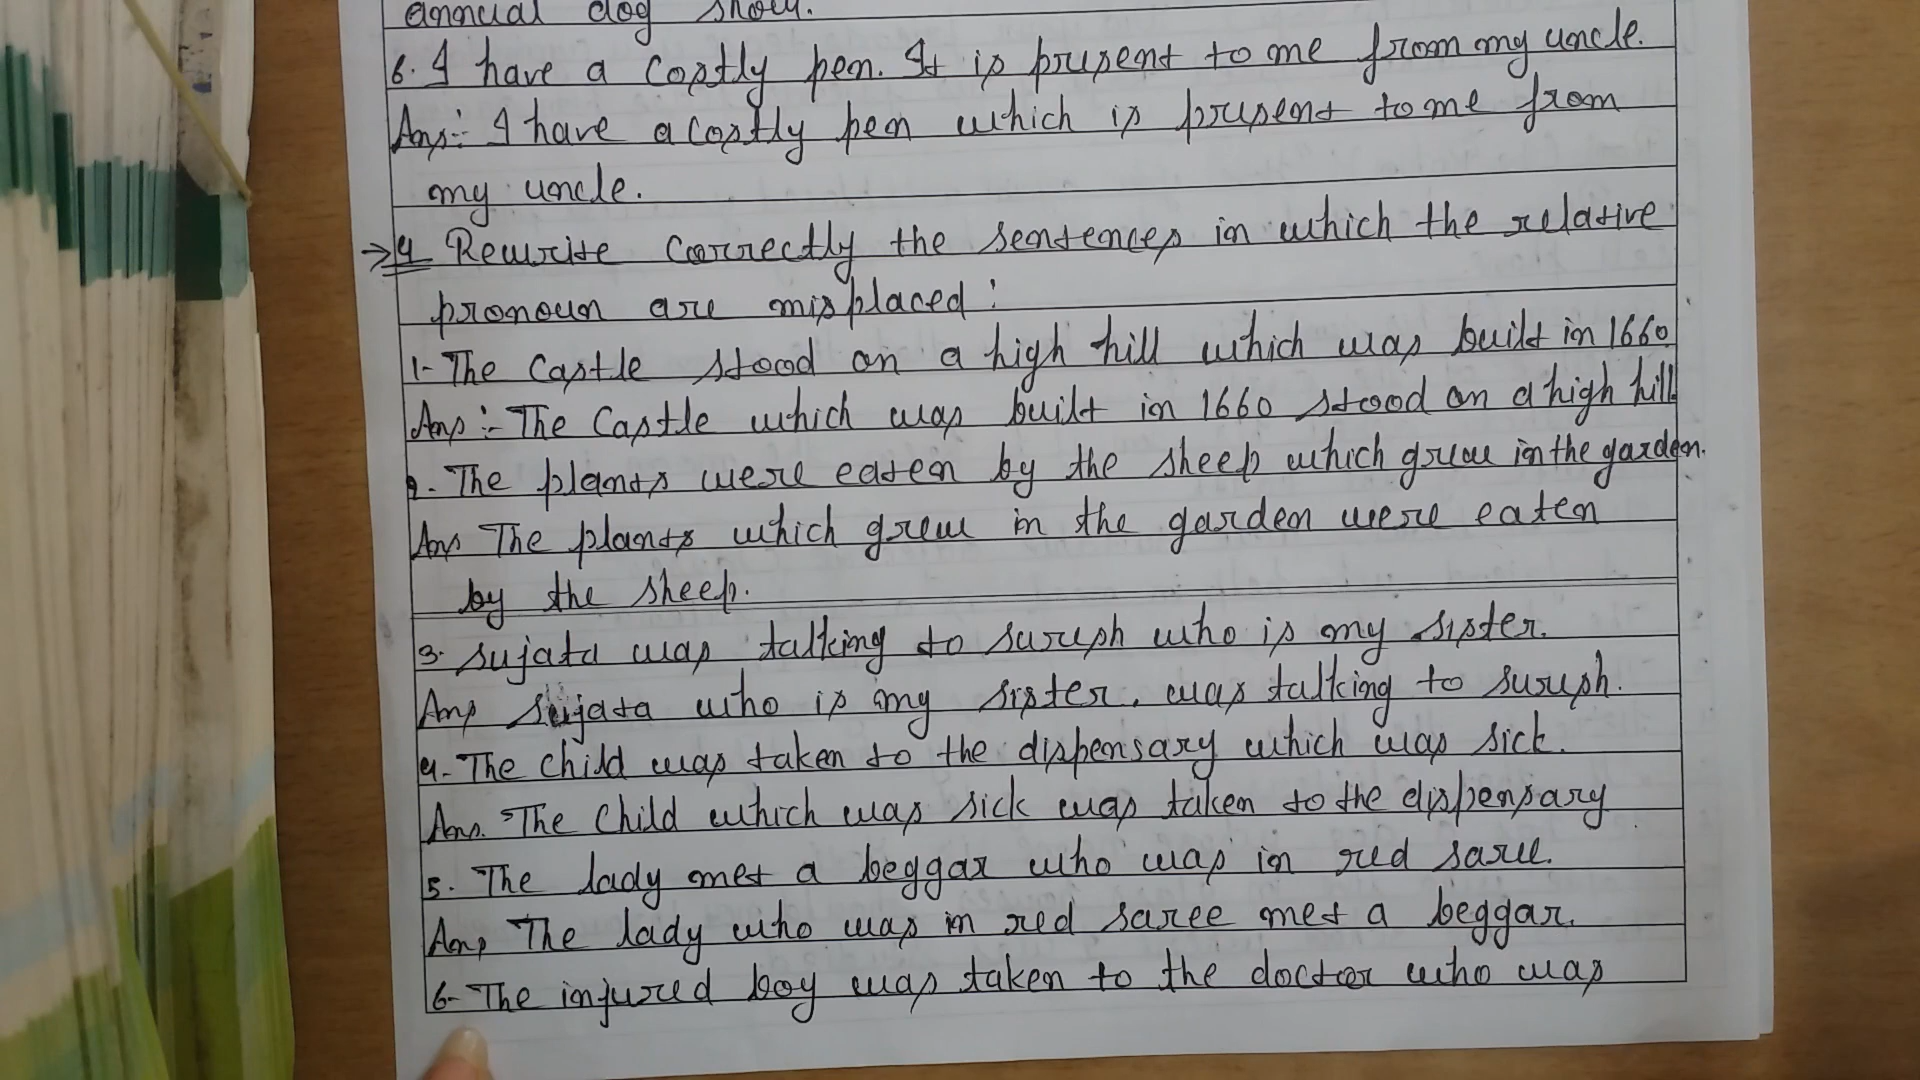 annual dog show.
6. I have a costly pen. It is present to me from my uncle.
Ans:- I have a costly pen which is present to me from
my uncle.
→4 Rewrite correctly the sentences in which the relative
pronoun are misplaced:
1- The Castle stood on a high hill which was built in 1660
Ans:- The Castle which was built in 1660 stood on a high hill
2- The plants were eaten by the sheep which grew in the garden.
Ans The plants which grew in the garden were eaten
by the sheep.
3. Sujata was talking to suresh who is my sister.
Ans Sujata who is my sister. was talking to suresh.
4- The child was taken to the dispensary which was sick.
Ans. The child which was sick was taken to the dispensary
5. The lady met a beggar who was in red saree.
Ans The lady who was in red saree met a beggar.
6- The injured boy was taken to the doctor who was